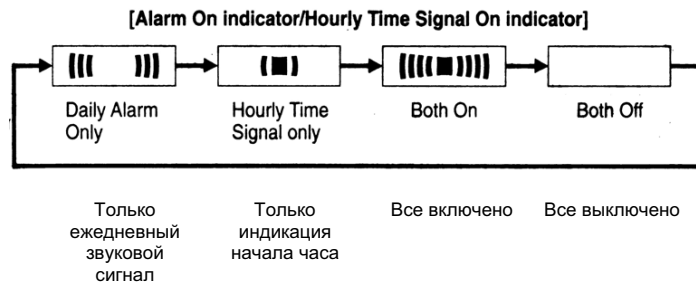 [Alarm On indicator/Hourly Time Signal On indicator]
Daily Alarm
Only
Hourly Time
Signal only
Both On
Both Off
Только
ежедневный
звуковой
сигнал
Только
индикация
начала часа
Все включено
Все выключено